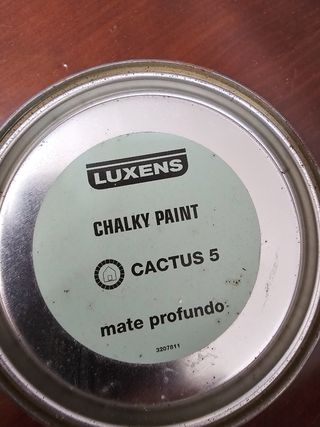 LUXENS
CHALKY PAINT
CACTUS 5
mate profundo
3207811